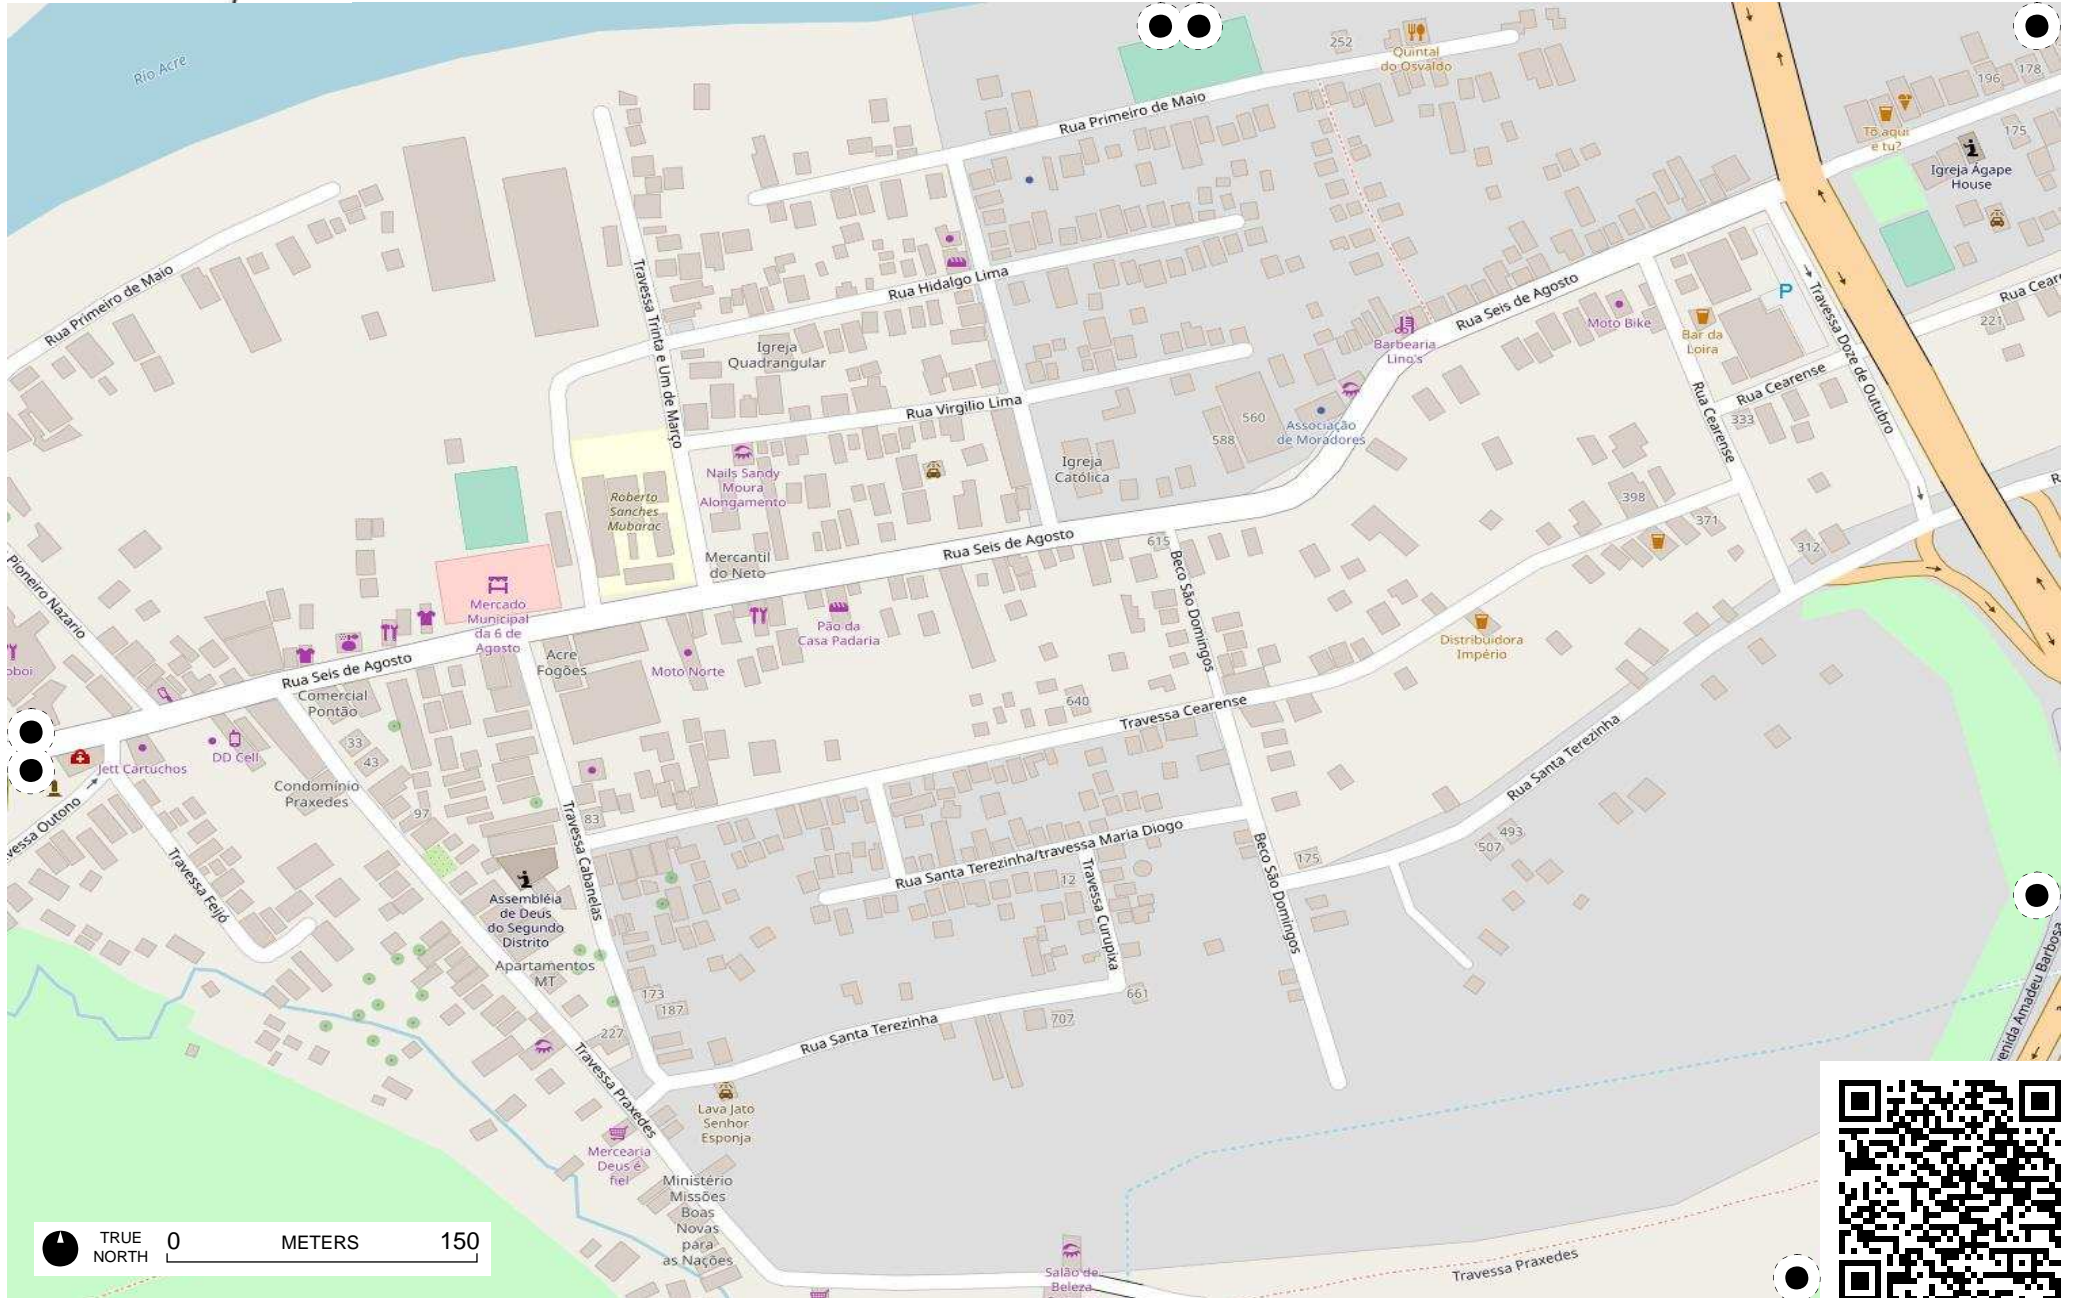 Rio Acre
252
Quintal
do Osvaldo
196
178
Tô aqui
e tu?
175
Igreja Ágape
House
Rua Primeiro de Maio
Rua Primeiro de Maio
Travessa Trinta e Um de Março
Rua Hidalgo Lima
Igreja
Quadrangular
Rua Virgilio Lima
Rua Seis de Agosto
Moto Bike
Barbearia
Lino's
Bar da
Loira
P
Travessa Doze de Outubro
221
Rua Cearense
333
Rua Cearense
560
588
Associação
de Moradores
Igreja
Católica
Nails Sandy
Moura
Alongamento
Roberto
Sanches
Mubarac
398
371
312
Mercantil
do Neto
Rua Seis de Agosto
615
Beco São Domingos
Pioneiro Nazario
Mercado
Municipal
da 6 de
Agosto
Pão da
Casa Padaria
Distribuidora
Império
Acre
Fogões
Moto Norte
Rua Seis de Agosto
Comercial
Pontão
640
Travessa Cearense
33
43
DD Cell
Jett Cartuchos
Condomínio
Praxedes
97
83
Rua Santa Terezinha
Travessa Cabanelas
Travessa Feijó
Rua Santa Terezinha/travessa Maria Diogo
12
Travessa Curupixa
Beco São Domingos
175
493
507
Assembléia
de Deus
do Segundo
Distrito
Apartamentos
MT
173
187
227
661
707
Rua Santa Terezinha
Travessa Praxedes
Lava Jato
Senhor
Esponja
Mercearia
Deus é
fiel
Ministério
Missões
Boas
Novas
para
as Nações
Salão de
Beleza
Travessa Praxedes
TRUE
NORTH
0 METERS 150